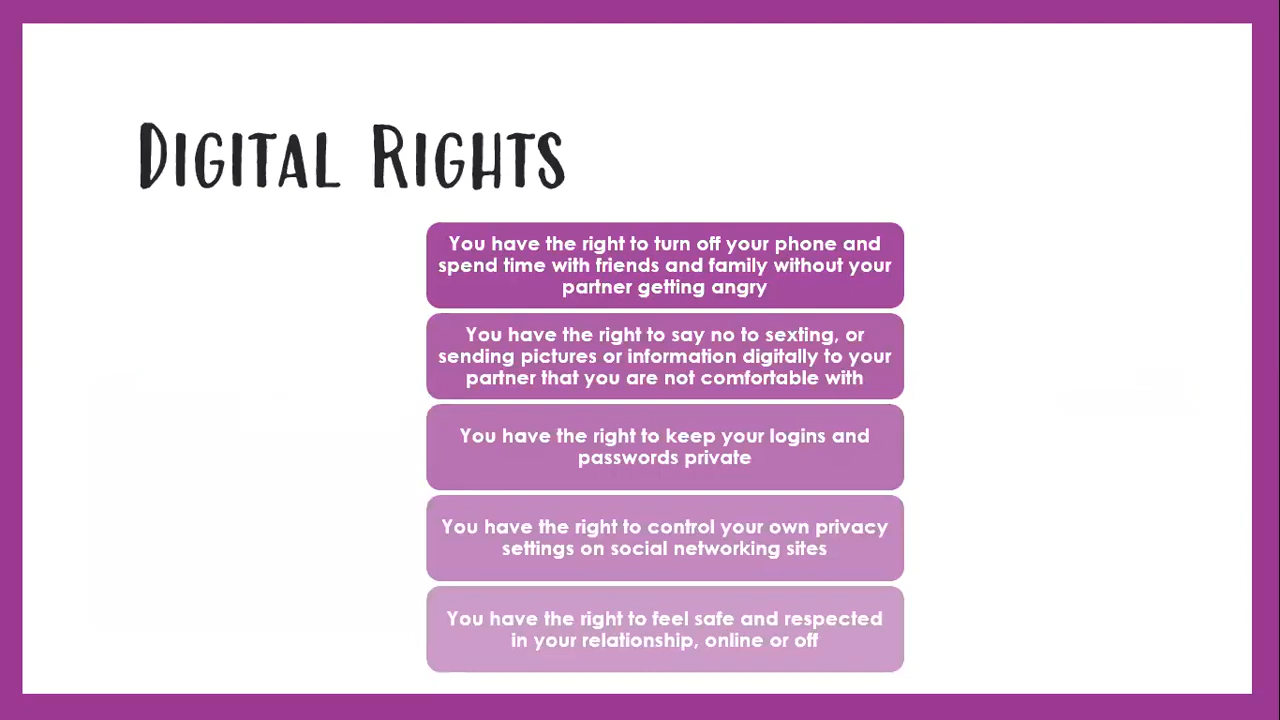 DIGITAL RIGHTS
You have the right to turn off your phone and
spend time with friends and family without your
partner getting angry
You have the right to say no to sexting, or
sending pictures or information digitally to your
partner that you are not comfortable with
You have the right to keep your logins and
passwords private
You have the right to control your own privacy
settings on social networking sites
You have the right to feel safe and respected
in your relationship, online or off